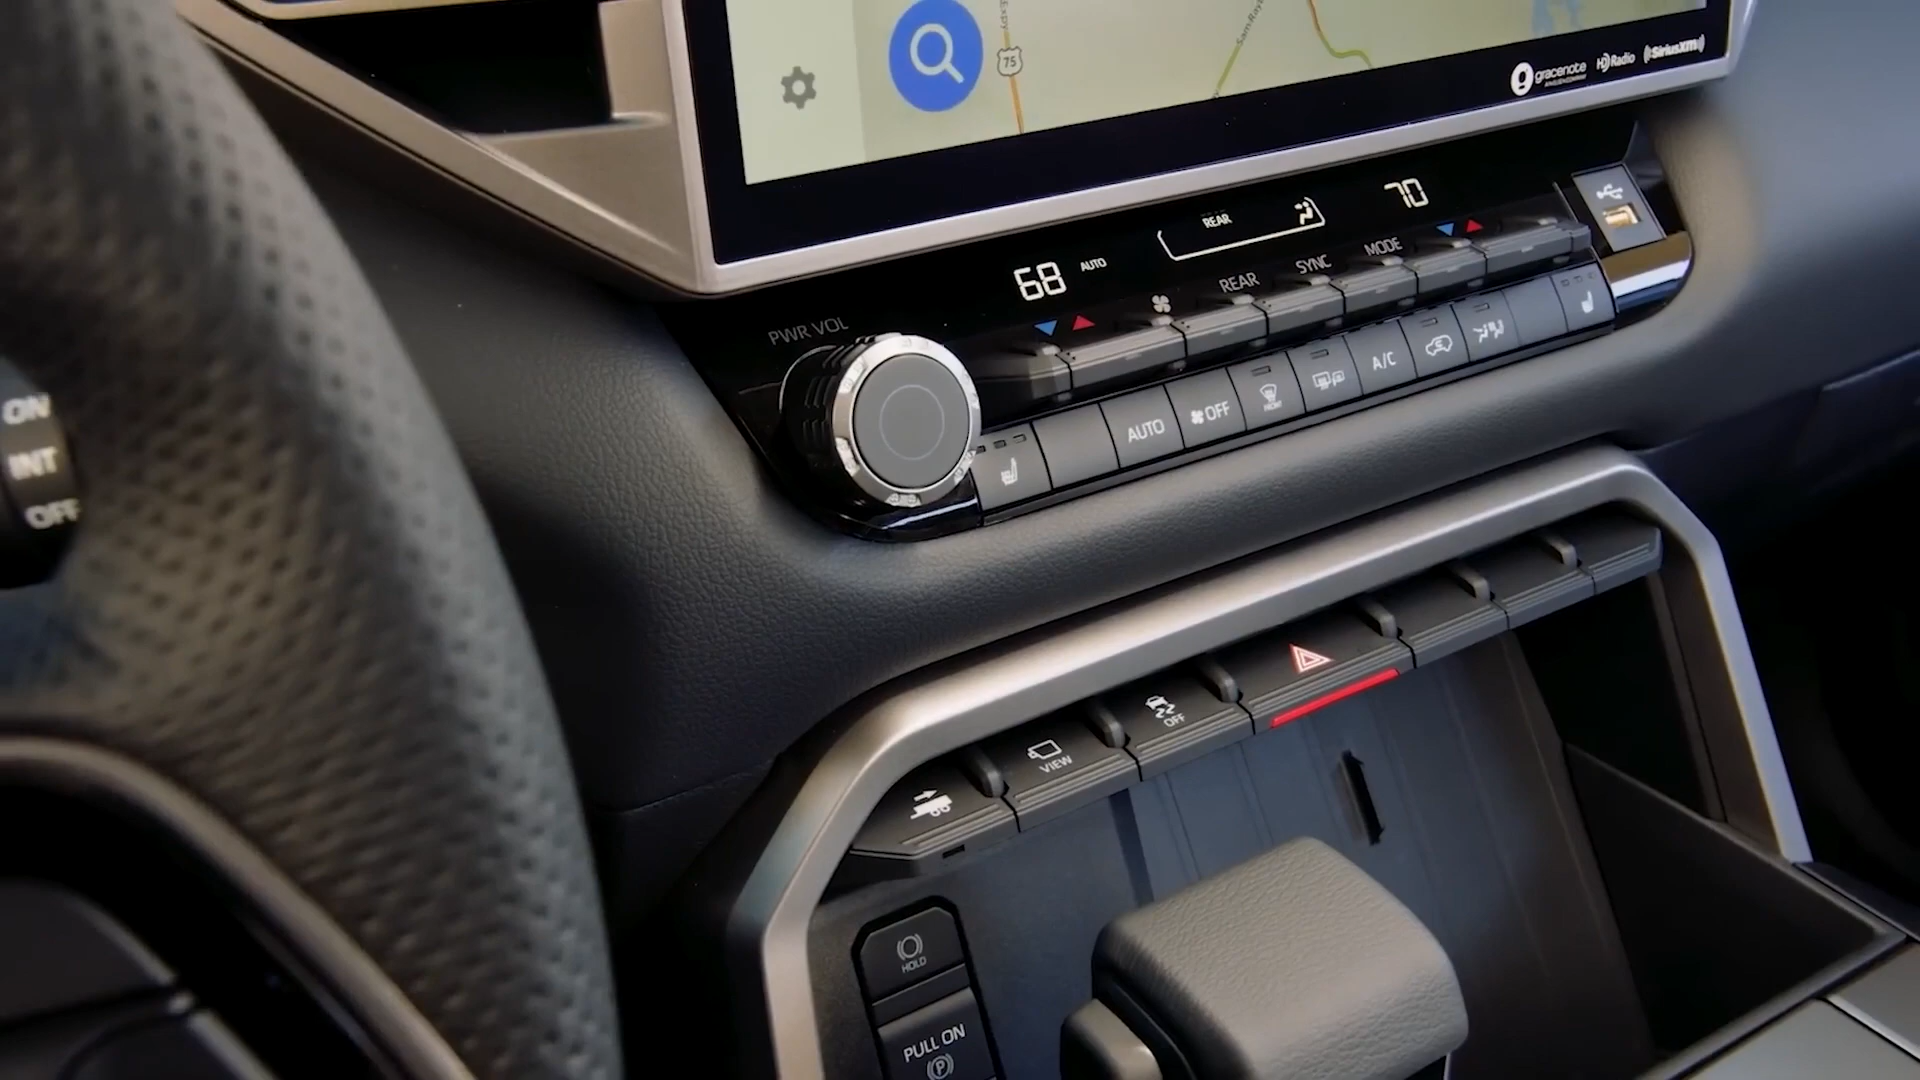 75
gracenote
HD Radio
SiriusXM
70
REAR
68 AUTO
MODE
SYNC
REAR
PWR VOL
A/C
OFF
AUTO
FRONT
ON
INT
OFF
OFF
VIEW
HOLD
PULL ON
P